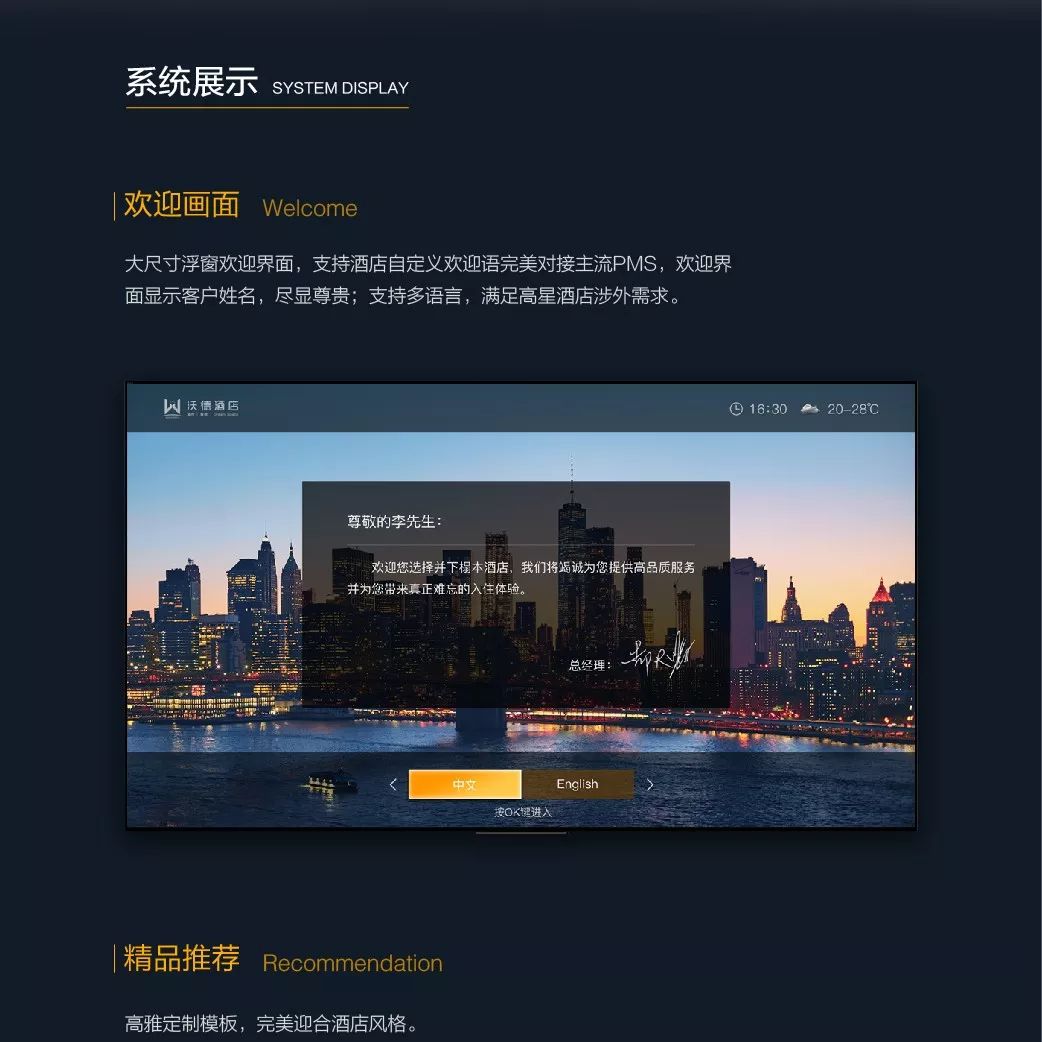 系统展示 SYSTEM DISPLAY
欢迎画面 Welcome
大尺寸浮窗欢迎界面，支持酒店自定义欢迎语完美对接主流PMS，欢迎界
面显示客户姓名，尽显尊贵；支持多语言，满足高星酒店涉外需求。
沃德酒店
16:30 20-28℃
尊敬的李先生：
欢迎您选择并下榻本酒店，我们将竭诚为您提供高品质服务
并为您带来真正难忘的入住体验。
总经理：
< 中文 English >
按OK键进入
精品推荐 Recommendation
高雅定制模板，完美迎合酒店风格。